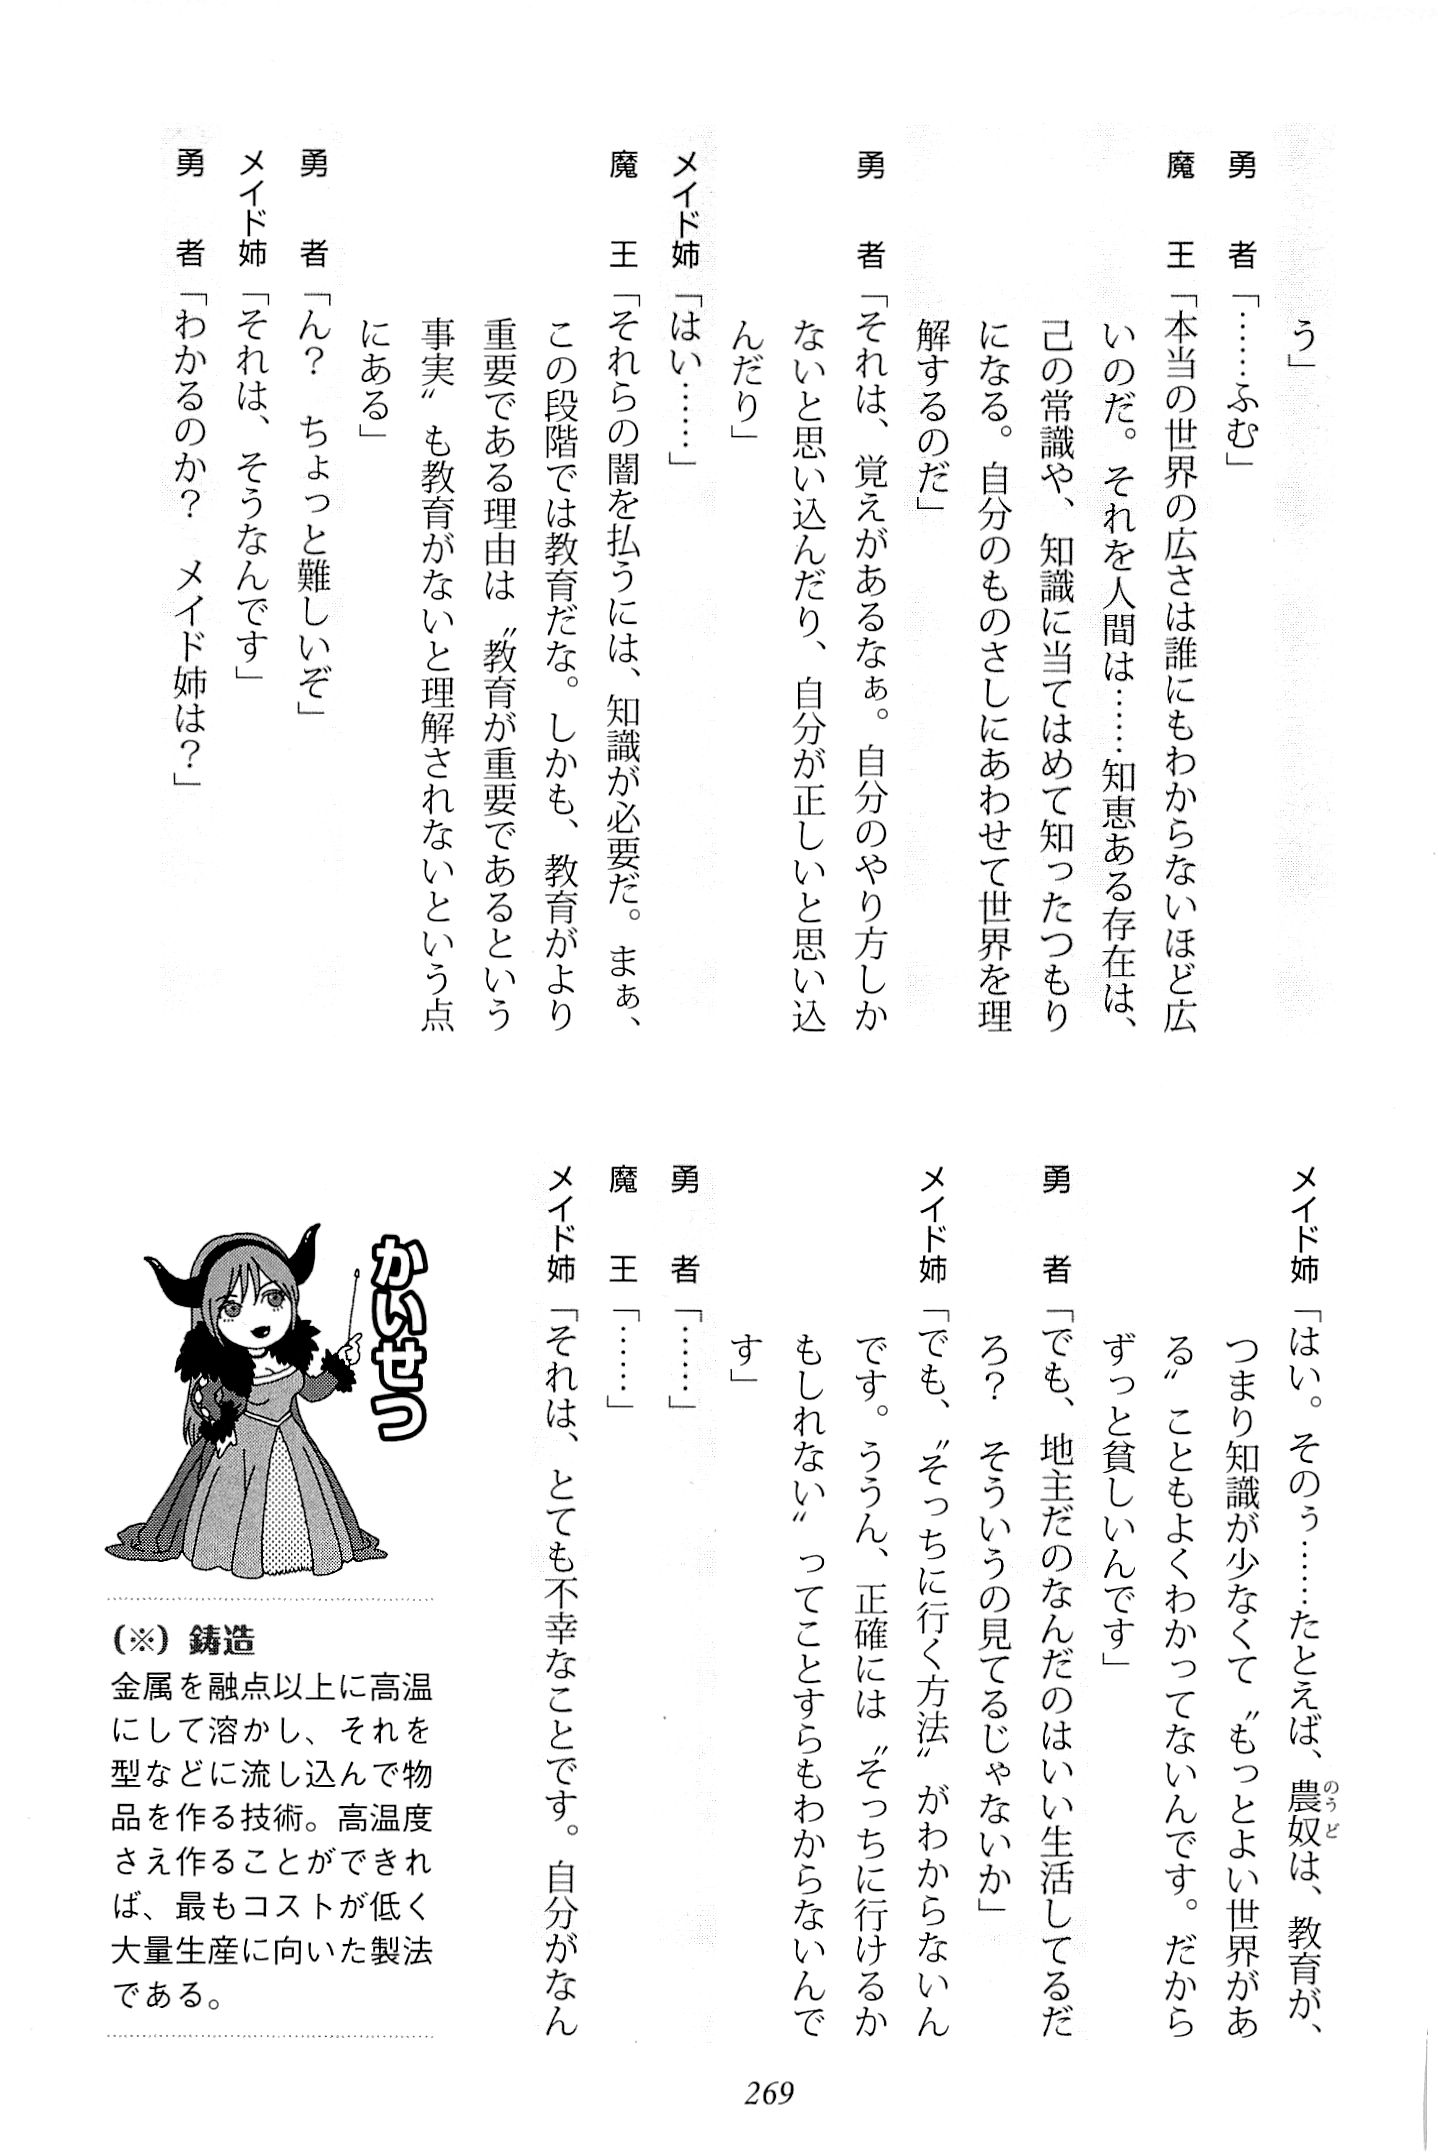 う」
勇者「……ふむ」
魔王「本当の世界の広さは誰にもわからないほど広
いのだ。それを人間は……知恵ある存在は、
己の常識や、知識に当てはめて知ったつもり
になる。自分のものさしにあわせて世界を理
解するのだ」
勇者「それは、覚えがあるなぁ。自分のやり方しか
ないと思い込んだり、自分が正しいと思い込
んだり」
メイド姉「はい……」
魔王「それらの闇を払うには、知識が必要だ。まぁ、
この段階では教育だな。しかも、教育がより
重要である理由は〝教育が重要であるという
事実〟も教育がないと理解されないという点
にある」
勇者「ん？　ちょっと難しいぞ」
メイド姉「それは、そうなんです」
勇者「わかるのか？　メイド姉は？」
メイド姉「はい。そのぅ……たとえば、農奴は、教育が、
のうど
つまり知識が少なくて〝もっとよい世界があ
る〟こともよくわかってないんです。だから
ずっと貧しいんです」
勇者「でも、地主だのなんだのはいい生活してるだ
ろ？　そういうの見てるじゃないか」
メイド姉「でも、〝そっちに行く方法〟がわからないん
です。ううん、正確には〝そっちに行けるか
もしれない〟ってことすらもわからないんで
す」
勇者「……」
魔王「……」
メイド姉「それは、とても不幸なことです。自分がなん
かいせつ
（※）鋳造
金属を融点以上に高温
にして溶かし、それを
型などに流し込んで物
品を作る技術。高温度
さえ作ることができれ
ば、最もコストが低く
大量生産に向いた製法
である。
269